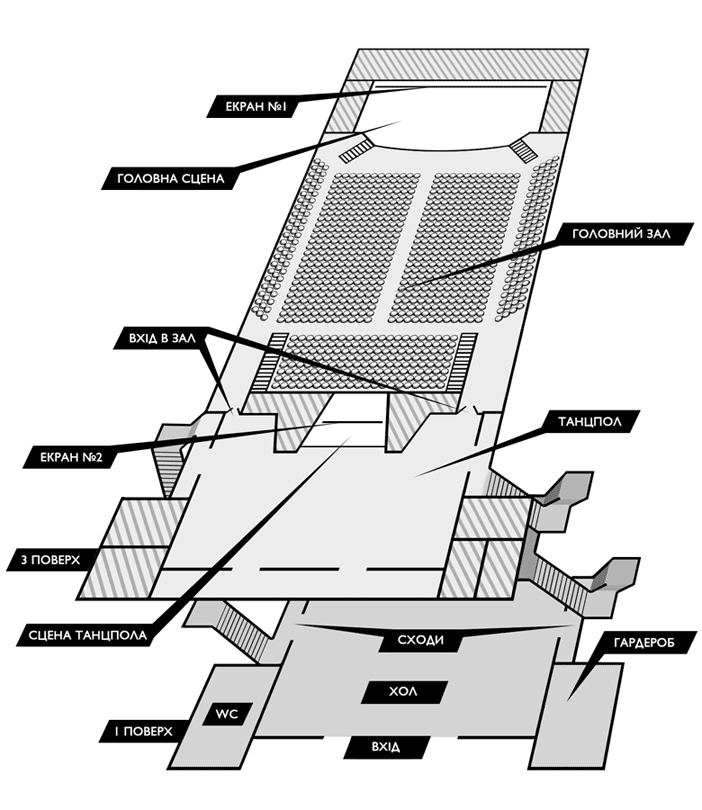 ЕКРАН №1
ГОЛОВНА СЦЕНА
ГОЛОВНИЙ ЗАЛ
ВХІД В ЗАЛ
ТАНЦПОЛ
ЕКРАН №2
3 ПОВЕРХ
СЦЕНА ТАНЦПОЛА
СХОДИ
ГАРДЕРОБ
ХОЛ
WC
1 ПОВЕРХ
ВХІД